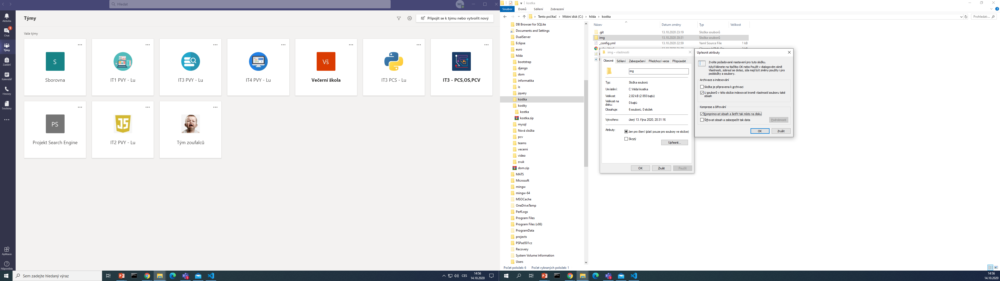 Hledat
MI
Aktivita
1
Chat
Týmy
Zadání
Kalendář
Hovory
Soubory
Aplikace
Nápověda
Týmy
Připojit se k týmu nebo vytvořit nový
Vaše týmy
S
Sborovna
IT1 PVY - Lu
IT3 PVY - Lu
IT4 PVY - Lu
Vš
Večerní škola
IT3 PCS - Lu
IT3 - PCS,OS,PCV
PS
Projekt Search Engine
JS
IT2 PVY - Lu
Tým zoufalců
Sem zadejte hledaný výraz
CES
14:56
14.10.2020
kostka
Soubor
Domů
Sdílení
Zobrazení
Tento počítač
Místní disk (C:)
hilda
kostka
Prohledat:...
DB Browser for SQLite
Documents and Settings
DualServer
Eclipse
euro
hilda
bootstrap
django
dom
informatika
is
jquery
kostka
kostky
kostka
kostka.zip
mysql
Nová složka
pcv
teams
vecerni
video
zvuk
dom.zip
MATS
Microsoft
mingw
mingw-64
MSOCache
OneDriveTemp
PerfLogs
Program Files
Program Files (x86)
ProgramData
projects
PSPad501cz
Recovery
System Volume Information
Users
Název Datum změny Typ Velikost
.git 13.10.2020 23:19 Složka souborů
img 13.10.2020 20:31 Složka souborů
_config.yml 13.10.2020 22:59 Yaml Source File 1 kB
img – vlastnosti
Obecné Sdílení Zabezpečení Předchozí verze Přizpůsobit
img
Typ: Složka souborů
Umístění: C:\hilda\kostka
Velikost: 2,82 kB (2 893 bajtů)
Velikost na
disku: 0 bajtů
Obsahuje: 6 souborů, 0 složek
Vytvořeno: úterý 13. října 2020, 20:31:16
Atributy: Jen pro čtení (platí pouze pro soubory ve složce)
Skrytý
Upřesnit...
OK Zrušit Použít
Upřesnit atributy
Zvolte požadované nastavení pro tuto složku.
Když kliknete na tlačítko OK nebo Použít v dialogovém okně
Vlastnosti, zobrazí se dotaz, zda mají být změny použity i pro
podsložky a soubory.
Archivace a indexování
Složka je připravena k archivaci
U souborů v této složce indexovat kromě vlastností souboru také
obsah
Komprese a šifrování
Komprimovat obsah a šetřit tak místo na disku
Šifrovat obsah a zabezpečit tak data
Podrobnosti
OK Zrušit
Počet položek: 6 Počet vybraných položek: 1
14:56
14.10.2020